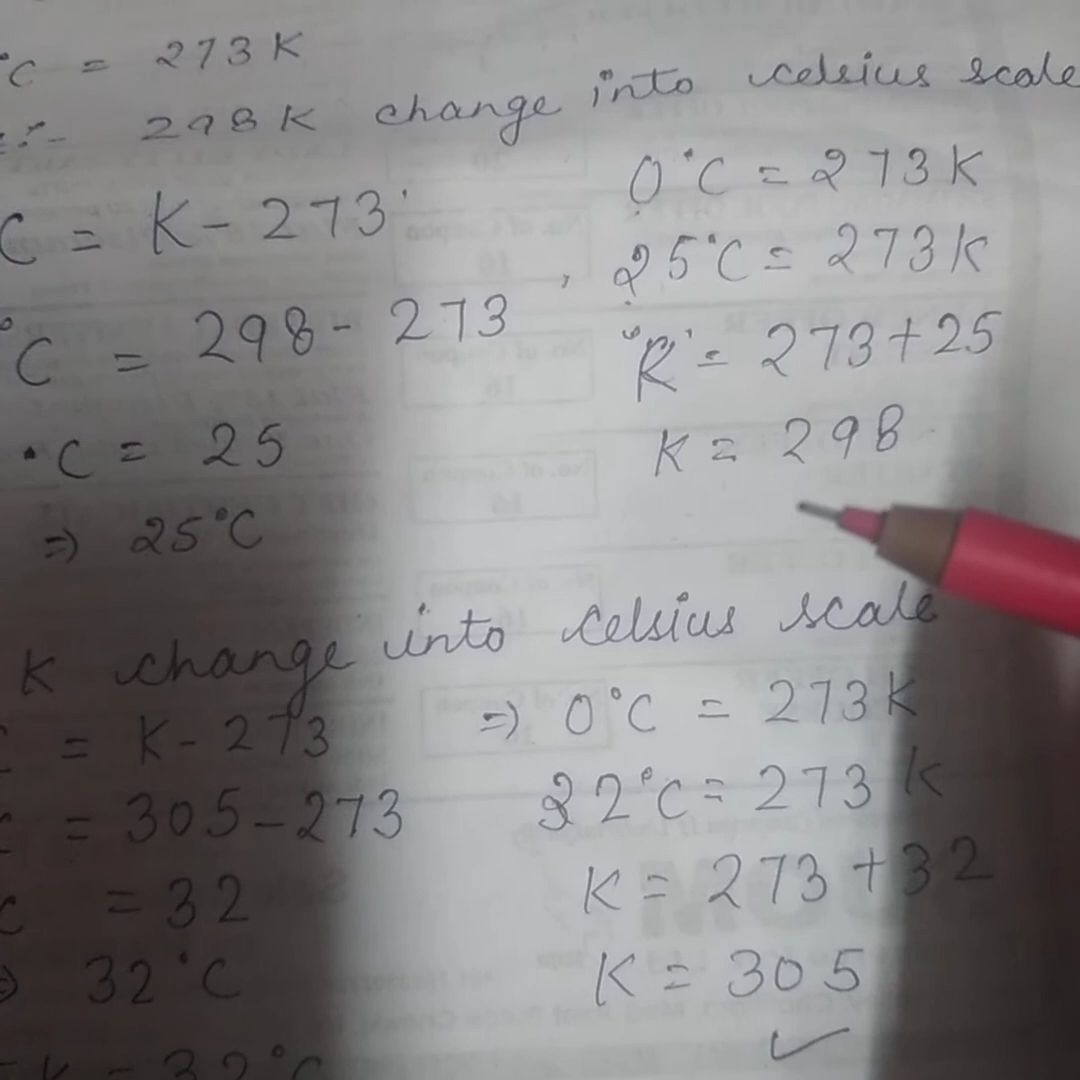 °C = 273 K
:- 298 K change into celsius scale
C = K - 273
°C = 298 - 273
°C = 25
=) 25°C
0°C = 273 K
25°C = 273 K
K = 273 + 25
K = 298
K change into Celsius scale
C = K - 273
C = 305 - 273
C = 32
=) 32°C
=) 0°C = 273 K
32°C = 273 K
K = 273 + 32
K = 305
K = 32°C